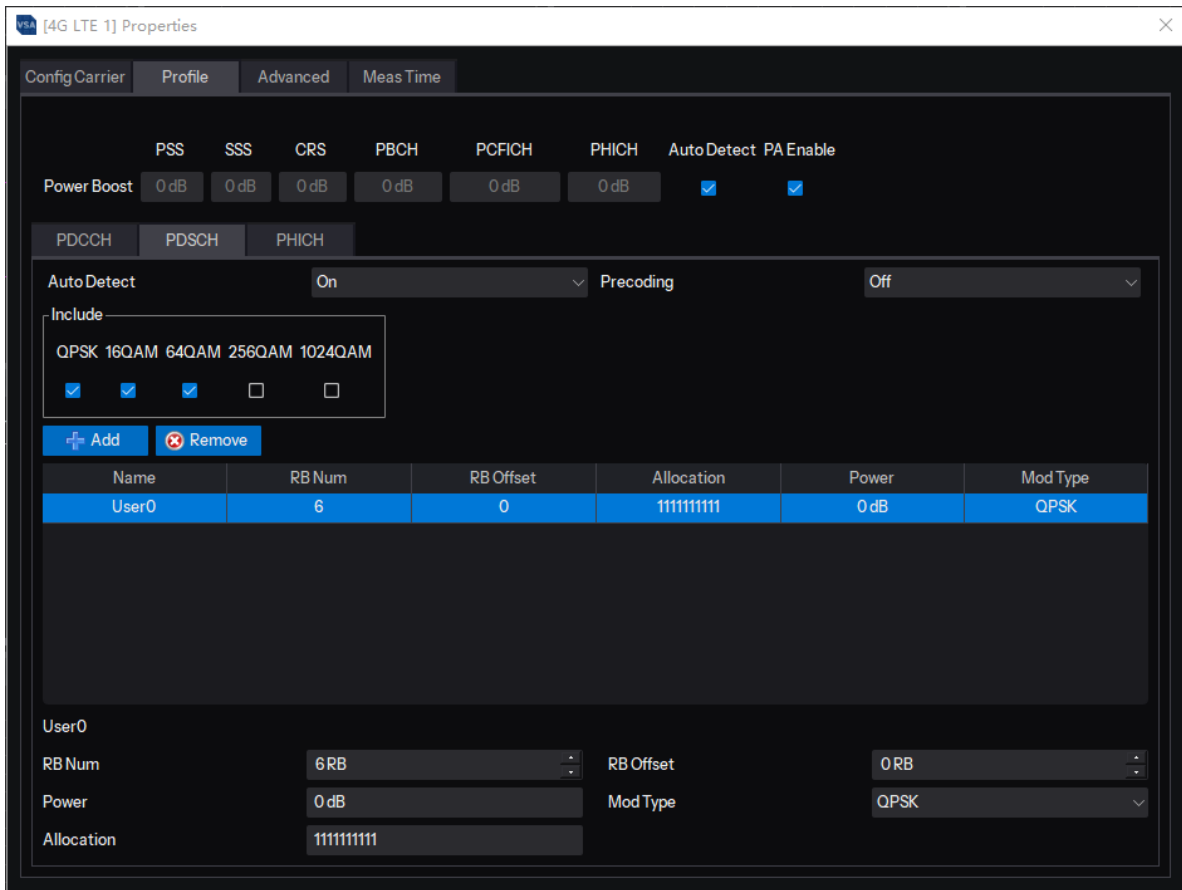 VSA [4G LTE 1] Properties
Config Carrier Profile Advanced Meas Time
PSS SSS CRS PBCH PCFICH PHICH Auto Detect PA Enable
Power Boost 0 dB 0 dB 0 dB 0 dB 0 dB 0 dB
PDCCH PDSCH PHICH
Auto Detect On Precoding Off
Include
QPSK 16QAM 64QAM 256QAM 1024QAM
Add Remove
Name RB Num RB Offset Allocation Power Mod Type
User0 6 0 1111111111 0 dB QPSK
User0
RB Num 6 RB RB Offset 0 RB
Power 0 dB Mod Type QPSK
Allocation 1111111111